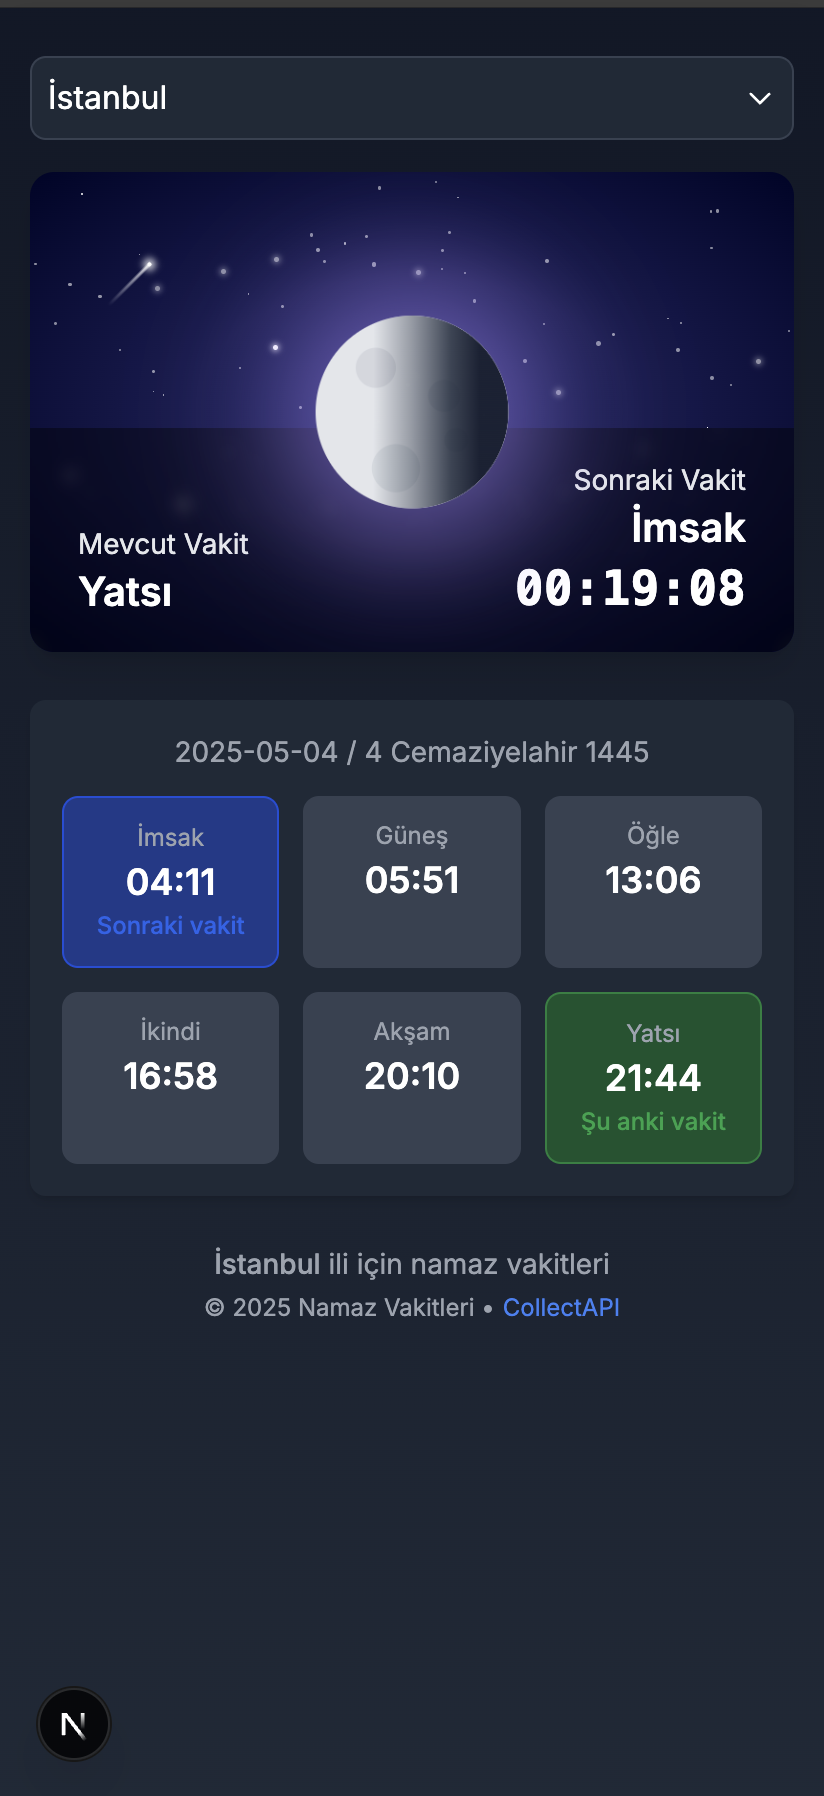 İstanbul
Mevcut Vakit
Yatsı
Sonraki Vakit
İmsak
00:19:08
2025-05-04 / 4 Cemaziyelahir 1445
İmsak
04:11
Sonraki vakit
Güneş
05:51
Öğle
13:06
İkindi
16:58
Akşam
20:10
Yatsı
21:44
Şu anki vakit
İstanbul ili için namaz vakitleri
© 2025 Namaz Vakitleri • CollectAPI
N